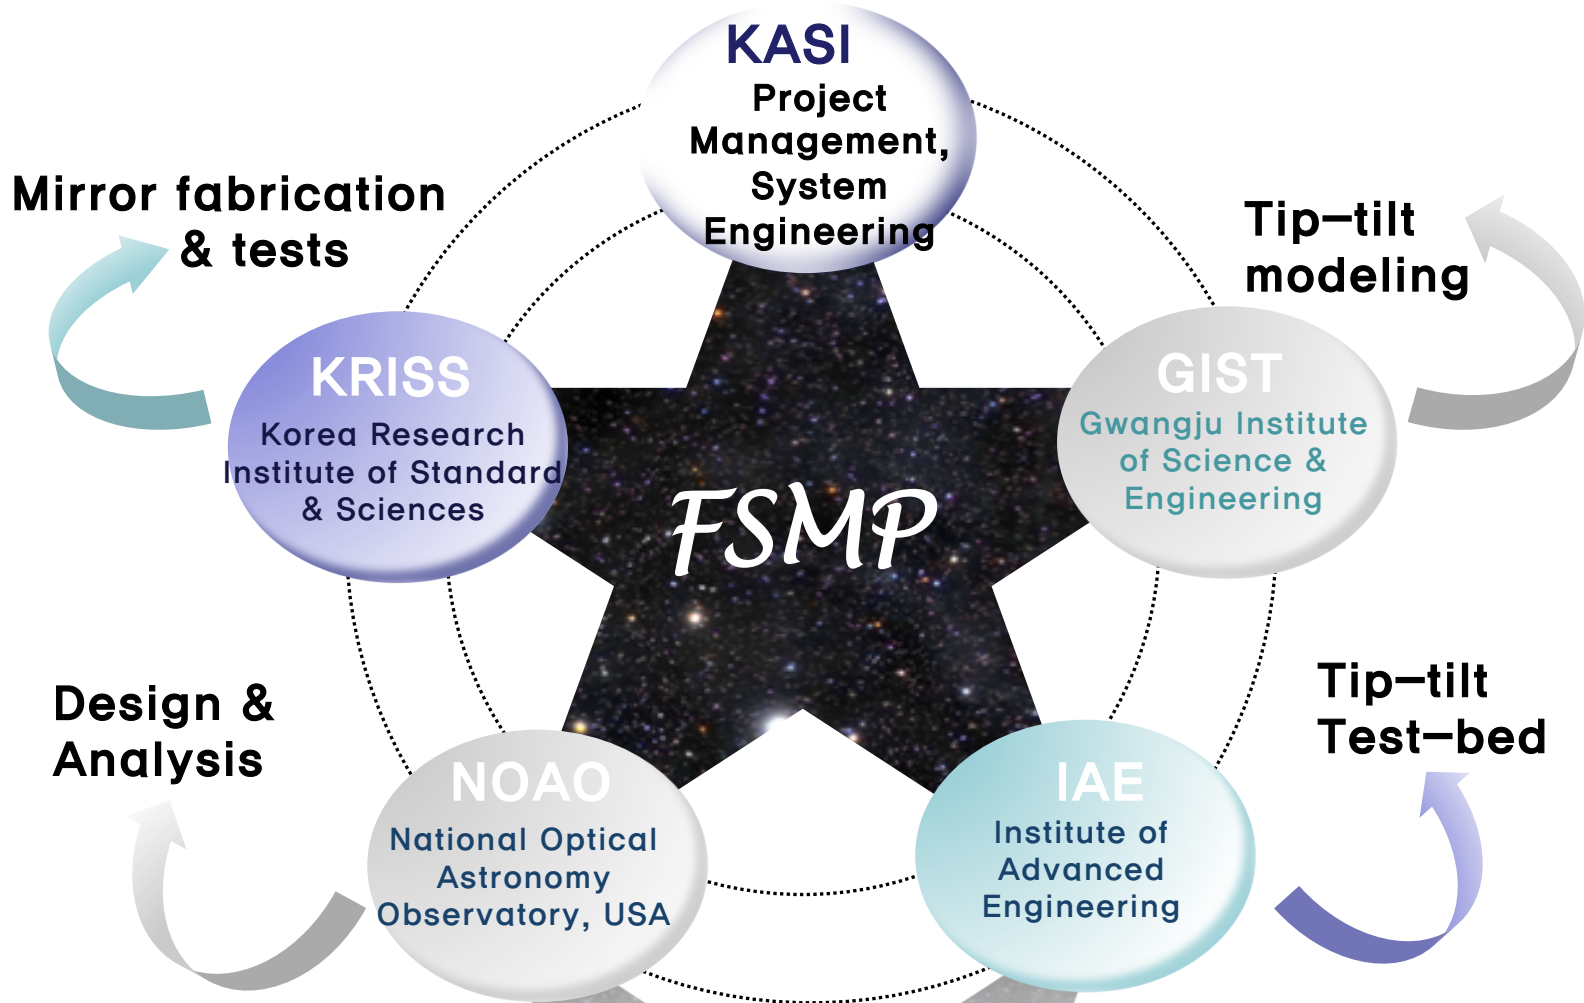 KASI
Project
Management,
System
Engineering
Mirror fabrication
& tests
Tip-tilt
modeling
KRISS
Korea Research
Institute of Standard
& Sciences
GIST
Gwangju Institute
of Science &
Engineering
FSMP
Design &
Analysis
Tip-tilt
Test-bed
NOAO
National Optical
Astronomy
Observatory, USA
IAE
Institute of
Advanced
Engineering